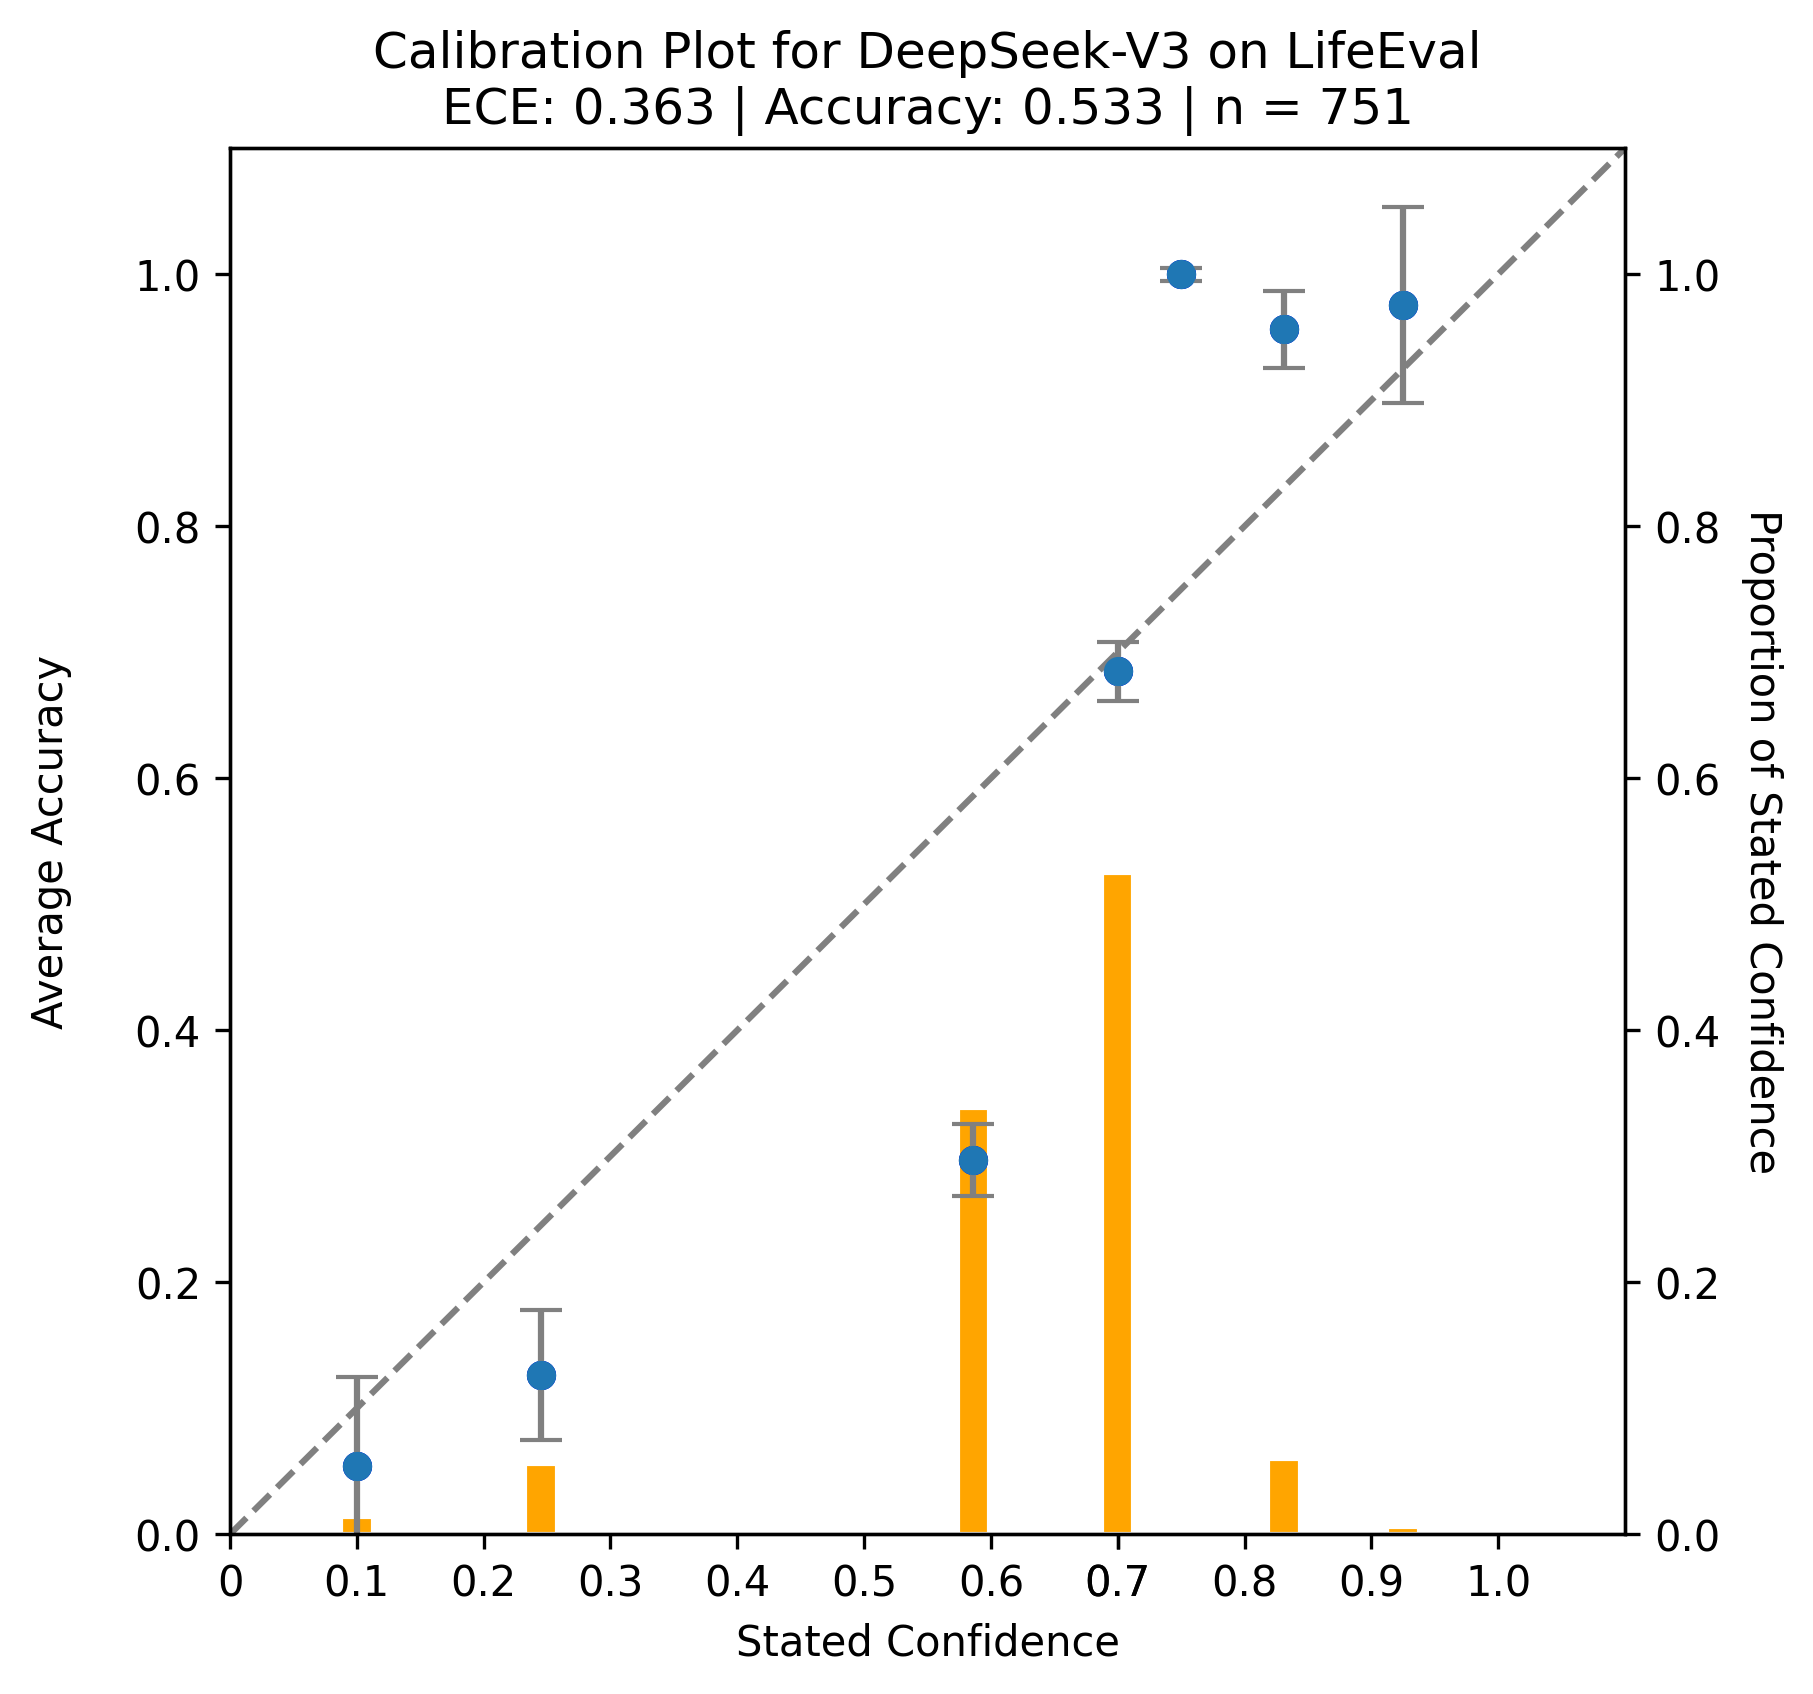 Calibration Plot for DeepSeek-V3 on LifeEval
ECE: 0.363 | Accuracy: 0.533 | n = 751
Average Accuracy
1.0
0.8
0.6
0.4
0.2
0.0
0 0.1 0.2 0.3 0.4 0.5 0.6 0.7 0.8 0.9 1.0
Stated Confidence
1.0
0.8
0.6
0.4
0.2
0.0
Proportion of Stated Confidence